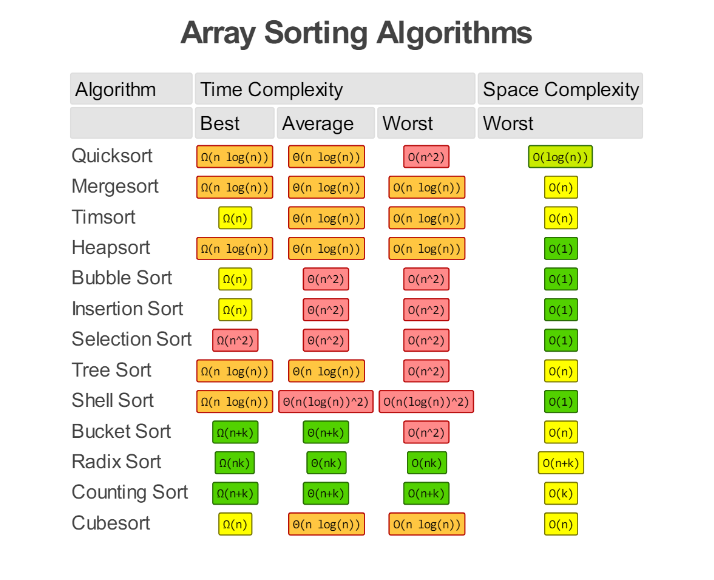 Array Sorting Algorithms
Algorithm Time Complexity Space Complexity
Best Average Worst Worst
Quicksort Ω(n log(n)) Θ(n log(n)) O(n^2) O(log(n))
Mergesort Ω(n log(n)) Θ(n log(n)) O(n log(n)) O(n)
Timsort Ω(n) Θ(n log(n)) O(n log(n)) O(n)
Heapsort Ω(n log(n)) Θ(n log(n)) O(n log(n)) O(1)
Bubble Sort Ω(n) Θ(n^2) O(n^2) O(1)
Insertion Sort Ω(n) Θ(n^2) O(n^2) O(1)
Selection Sort Ω(n^2) Θ(n^2) O(n^2) O(1)
Tree Sort Ω(n log(n)) Θ(n log(n)) O(n^2) O(n)
Shell Sort Ω(n log(n)) Θ(n(log(n))^2) O(n(log(n))^2) O(1)
Bucket Sort Ω(n+k) Θ(n+k) O(n^2) O(n)
Radix Sort Ω(nk) Θ(nk) O(nk) O(n+k)
Counting Sort Ω(n+k) Θ(n+k) O(n+k) O(k)
Cubesort Ω(n) Θ(n log(n)) O(n log(n)) O(n)